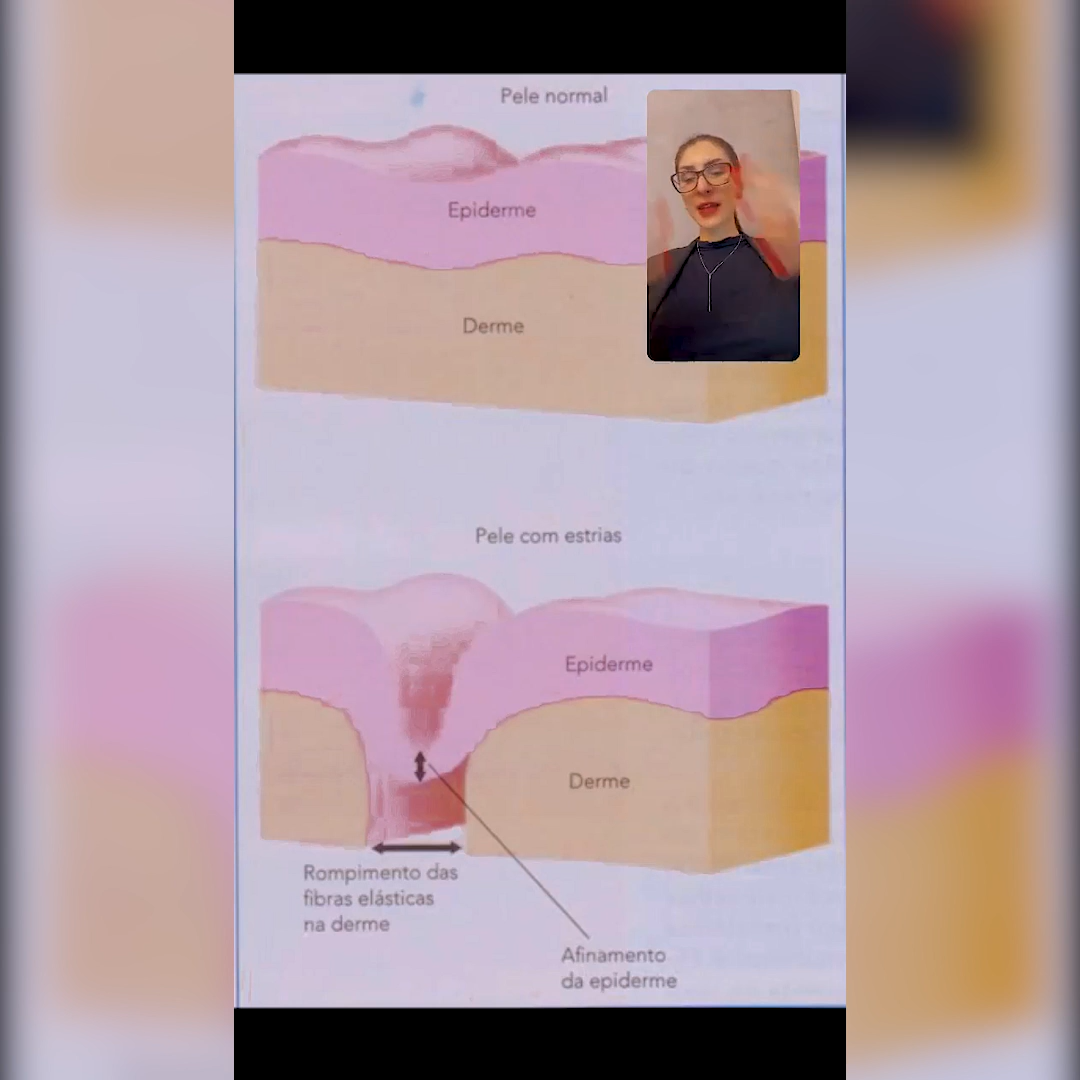 Pele normal
Epiderme
Derme
Pele com estrias
Epiderme
Derme
Rompimento das
fibras elásticas
na derme
Afinamento
da epiderme